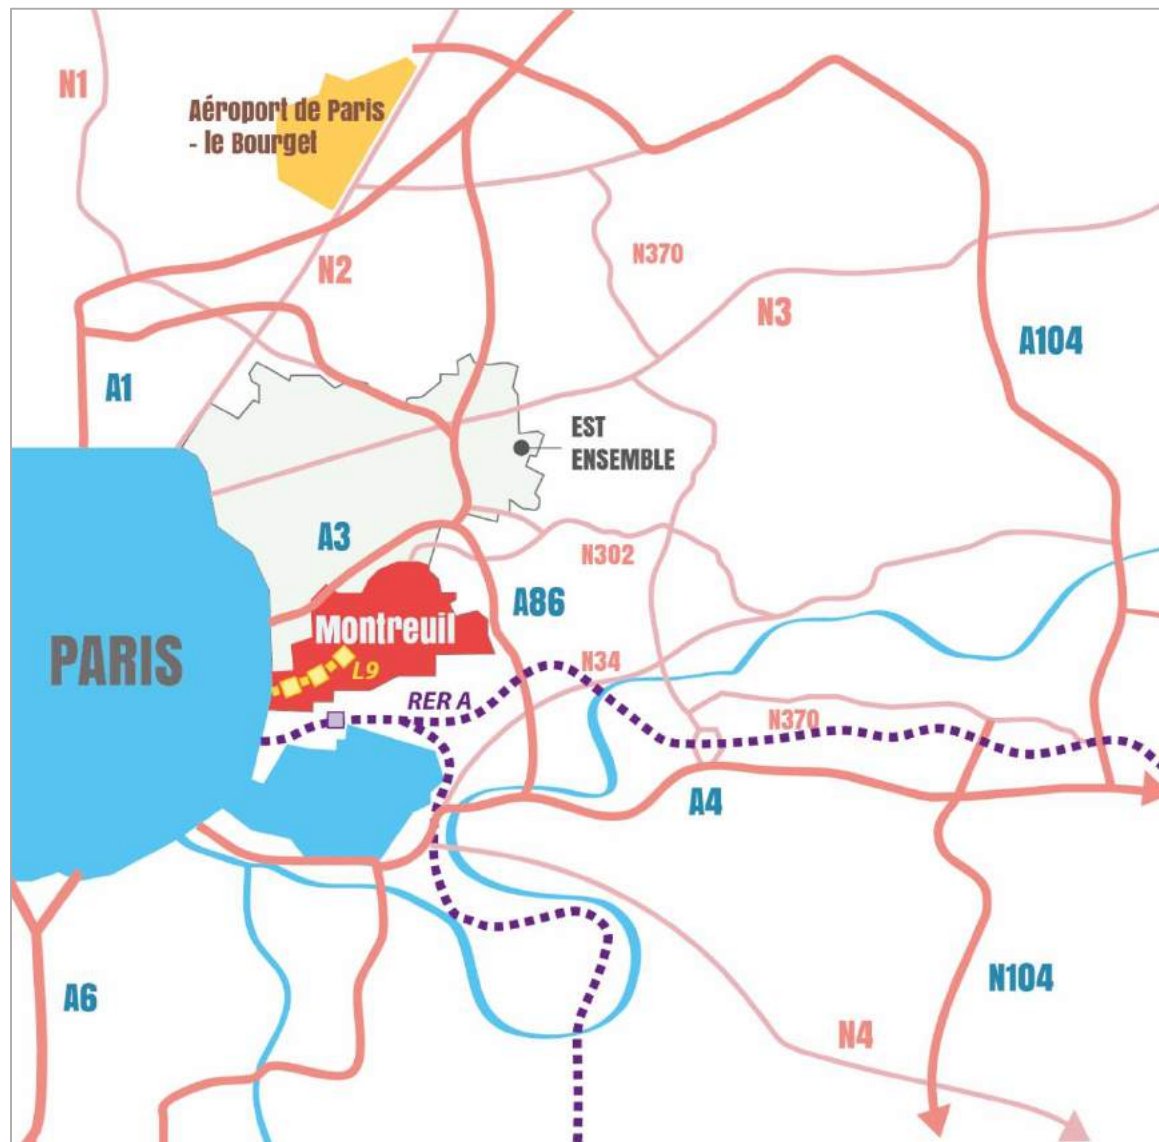 N1
Aéroport de Paris
- le Bourget
N2
N370
N3
A104
A1
EST
ENSEMBLE
A3
N302
A86
Montreuil
PARIS
L9
N34
RER A
N370
A4
A6
N104
N4